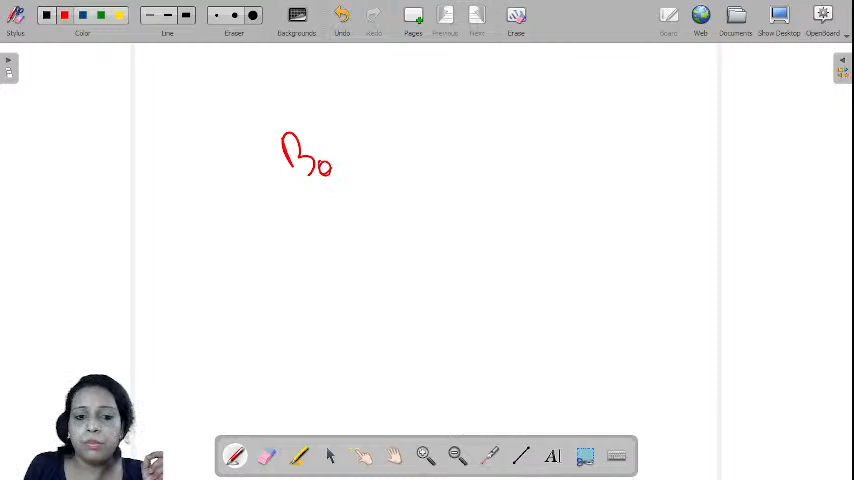 Stylus
Color
Line
Eraser
Backgrounds
Undo
Redo
Pages
Previous
Next
Erase
Board
Web
Documents
Show Desktop
OpenBoard
Bo
A|